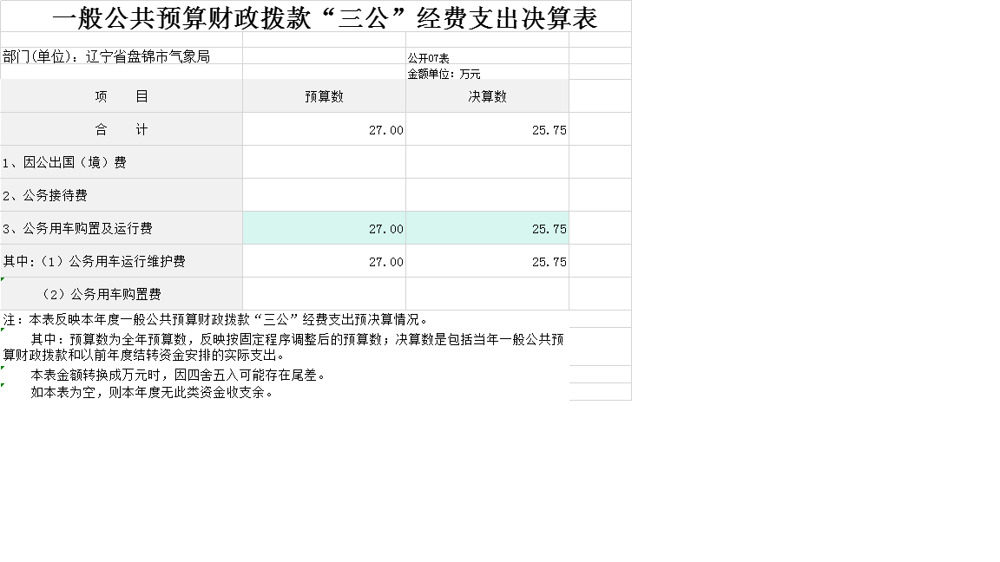 一般公共预算财政拨款“三公”经费支出决算表
部门(单位): 辽宁省盘锦市气象局
公开07表
金额单位: 万元
项 目 预算数 决算数
合 计 27.00 25.75
1、因公出国（境）费
2、公务接待费
3、公务用车购置及运行费 27.00 25.75
其中:（1）公务用车运行维护费 27.00 25.75
（2）公务用车购置费
注: 本表反映本年度一般公共预算财政拨款“三公”经费支出预决算情况。
其中: 预算数为全年预算数，反映按固定程序调整后的预算数；决算数是包括当年一般公共预
算财政拨款和以前年度结转资金安排的实际支出。
本表金额转换成万元时，因四舍五入可能存在尾差。
如本表为空，则本年度无此类资金收支余。